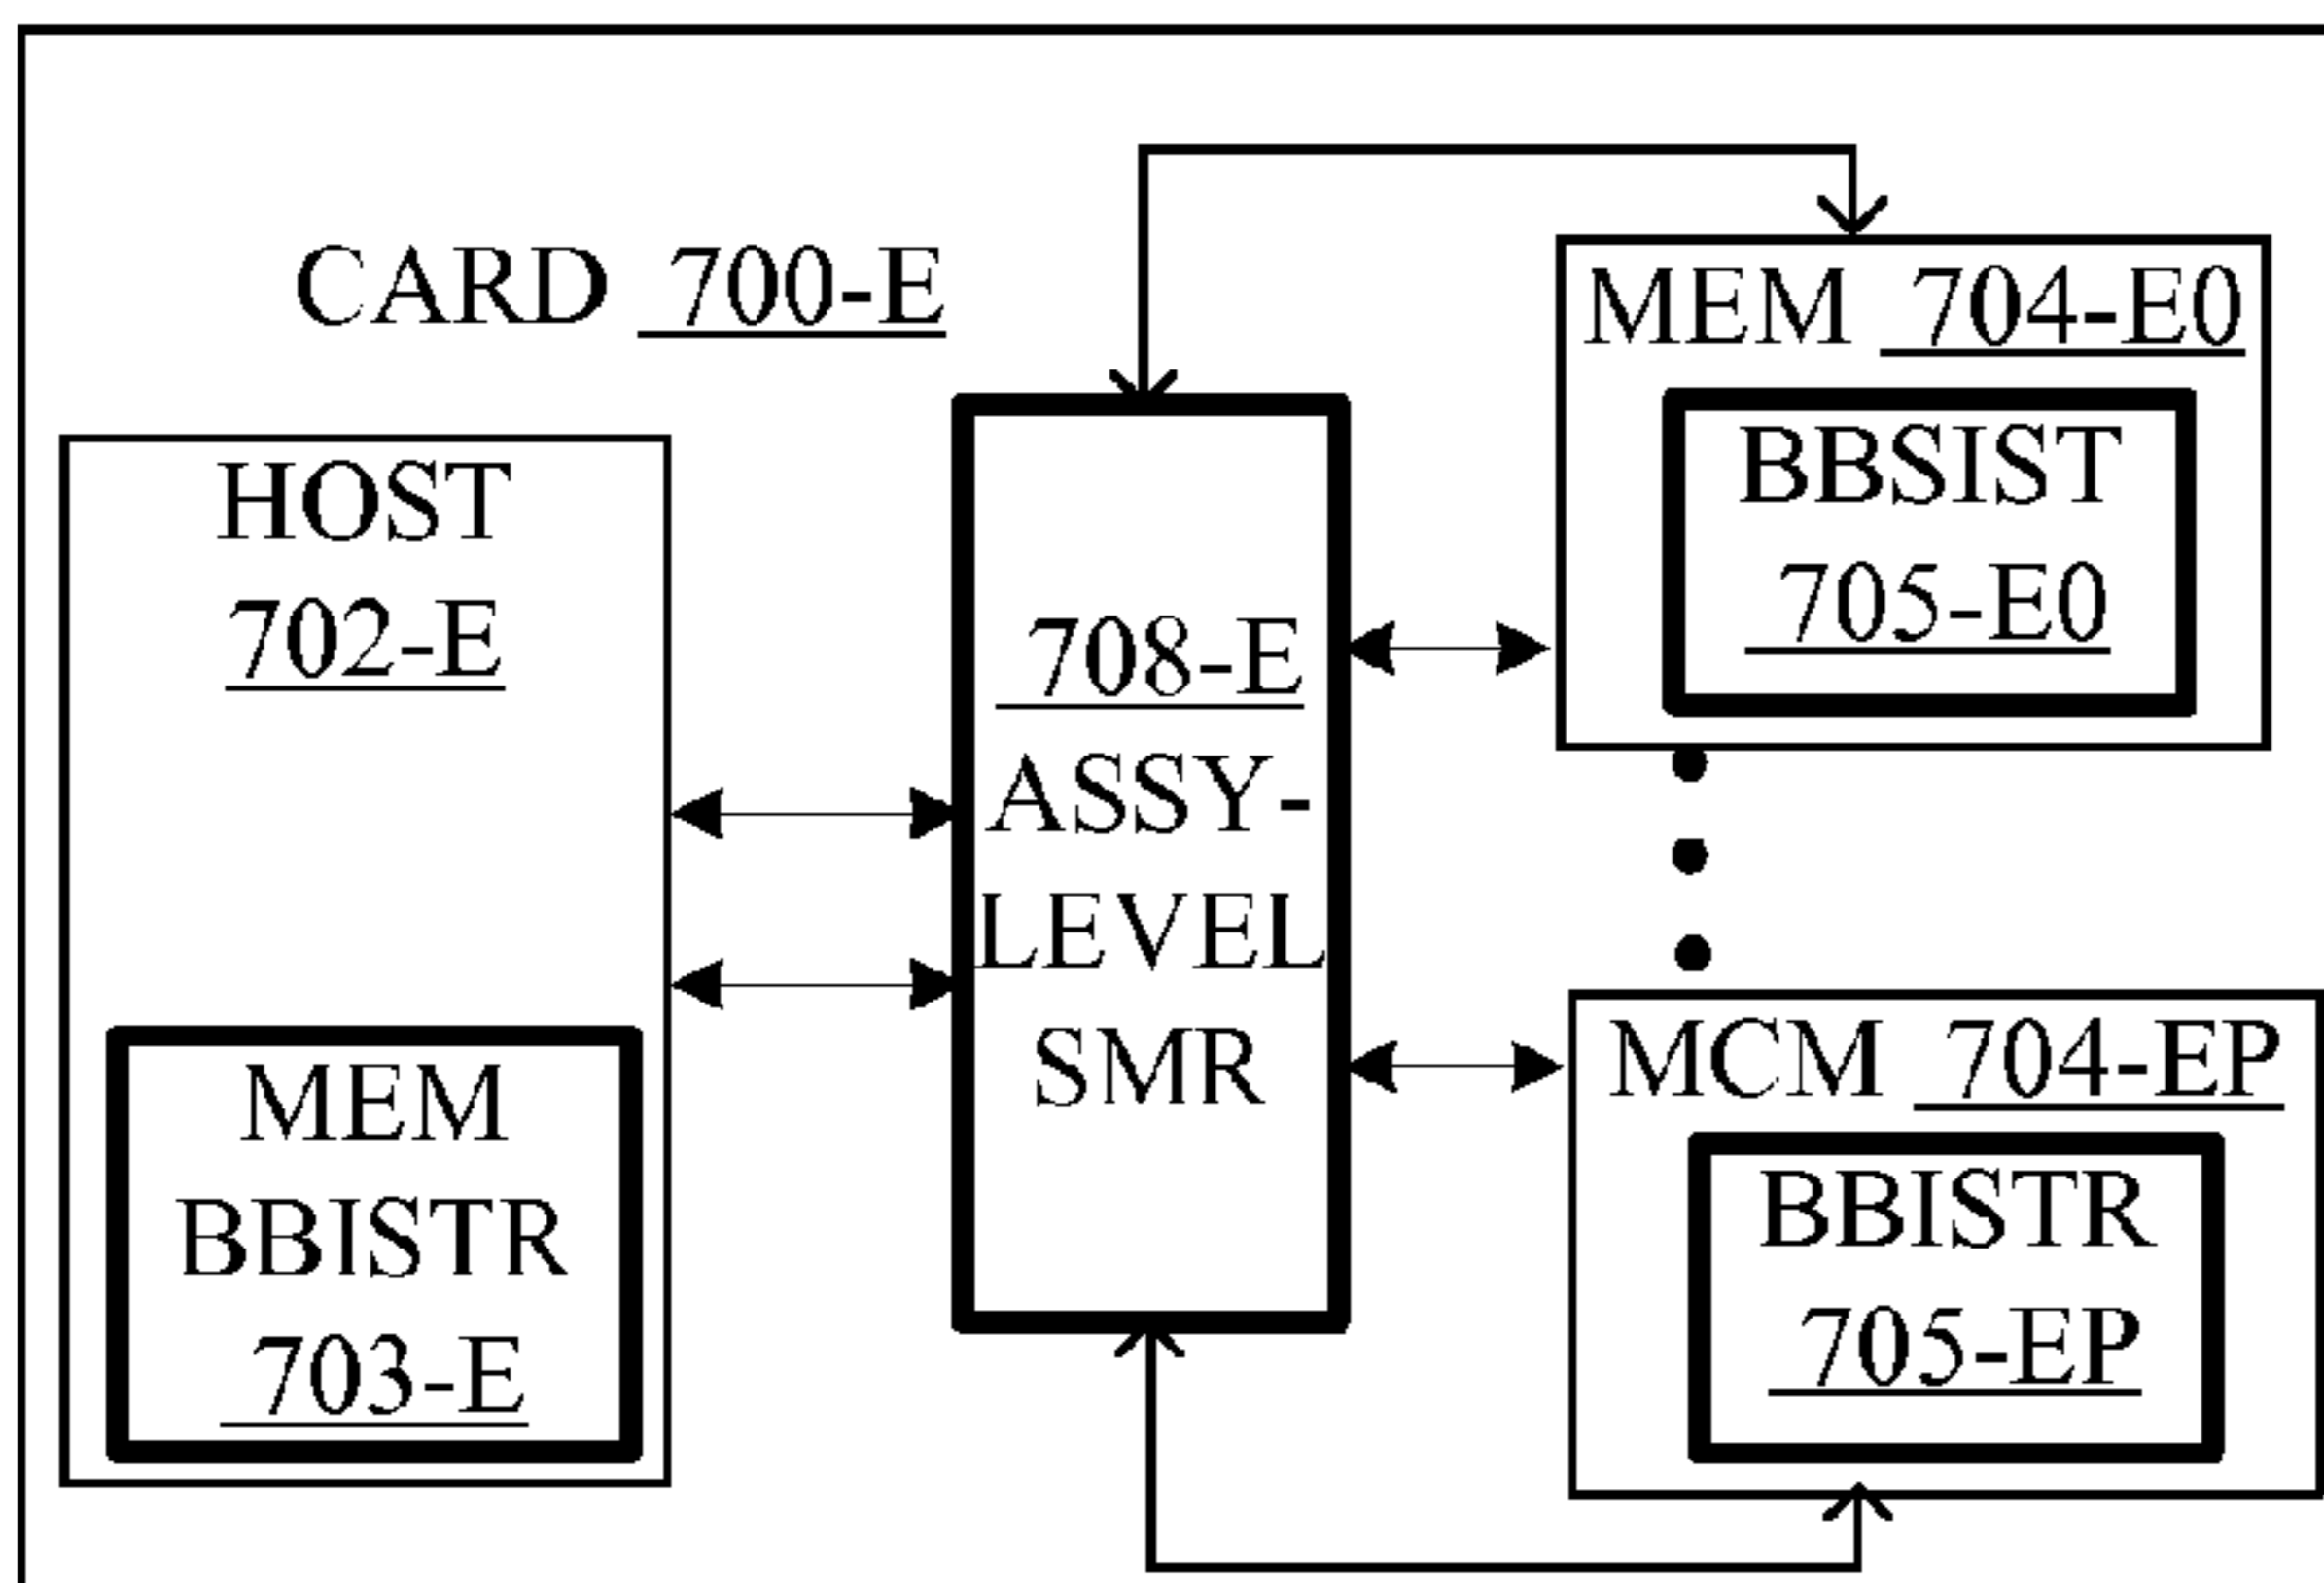 CARD 700-E
HOST
702-E
MEM
BBISTR
703-E
708-E
ASSY-
LEVEL
SMR
MEM 704-E0
BBSIST
705-E0
MCM 704-EP
BBISTR
705-EP